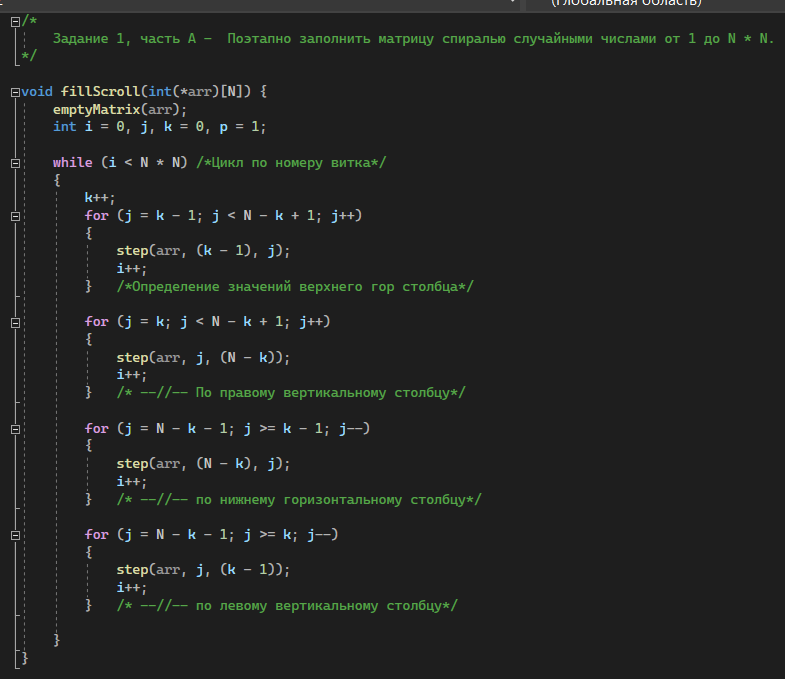 (Глобальная область)
/*
    Задание 1, часть A -  Поэтапно заполнить матрицу спиралью случайными числами от 1 до N * N.
*/

void fillScroll(int(*arr)[N]) {
    emptyMatrix(arr);
    int i = 0, j, k = 0, p = 1;

    while (i < N * N) /*Цикл по номеру витка*/
    {
        k++;
        for (j = k - 1; j < N - k + 1; j++)
        {
            step(arr, (k - 1), j);
            i++;
        }   /*Определение значений верхнего гор столбца*/

        for (j = k; j < N - k + 1; j++)
        {
            step(arr, j, (N - k));
            i++;
        }   /* --//-- По правому вертикальному столбцу*/

        for (j = N - k - 1; j >= k - 1; j--)
        {
            step(arr, (N - k), j);
            i++;
        }   /* --//-- по нижнему горизонтальному столбцу*/

        for (j = N - k - 1; j >= k; j--)
        {
            step(arr, j, (k - 1));
            i++;
        }   /* --//-- по левому вертикальному столбцу*/

    }
}